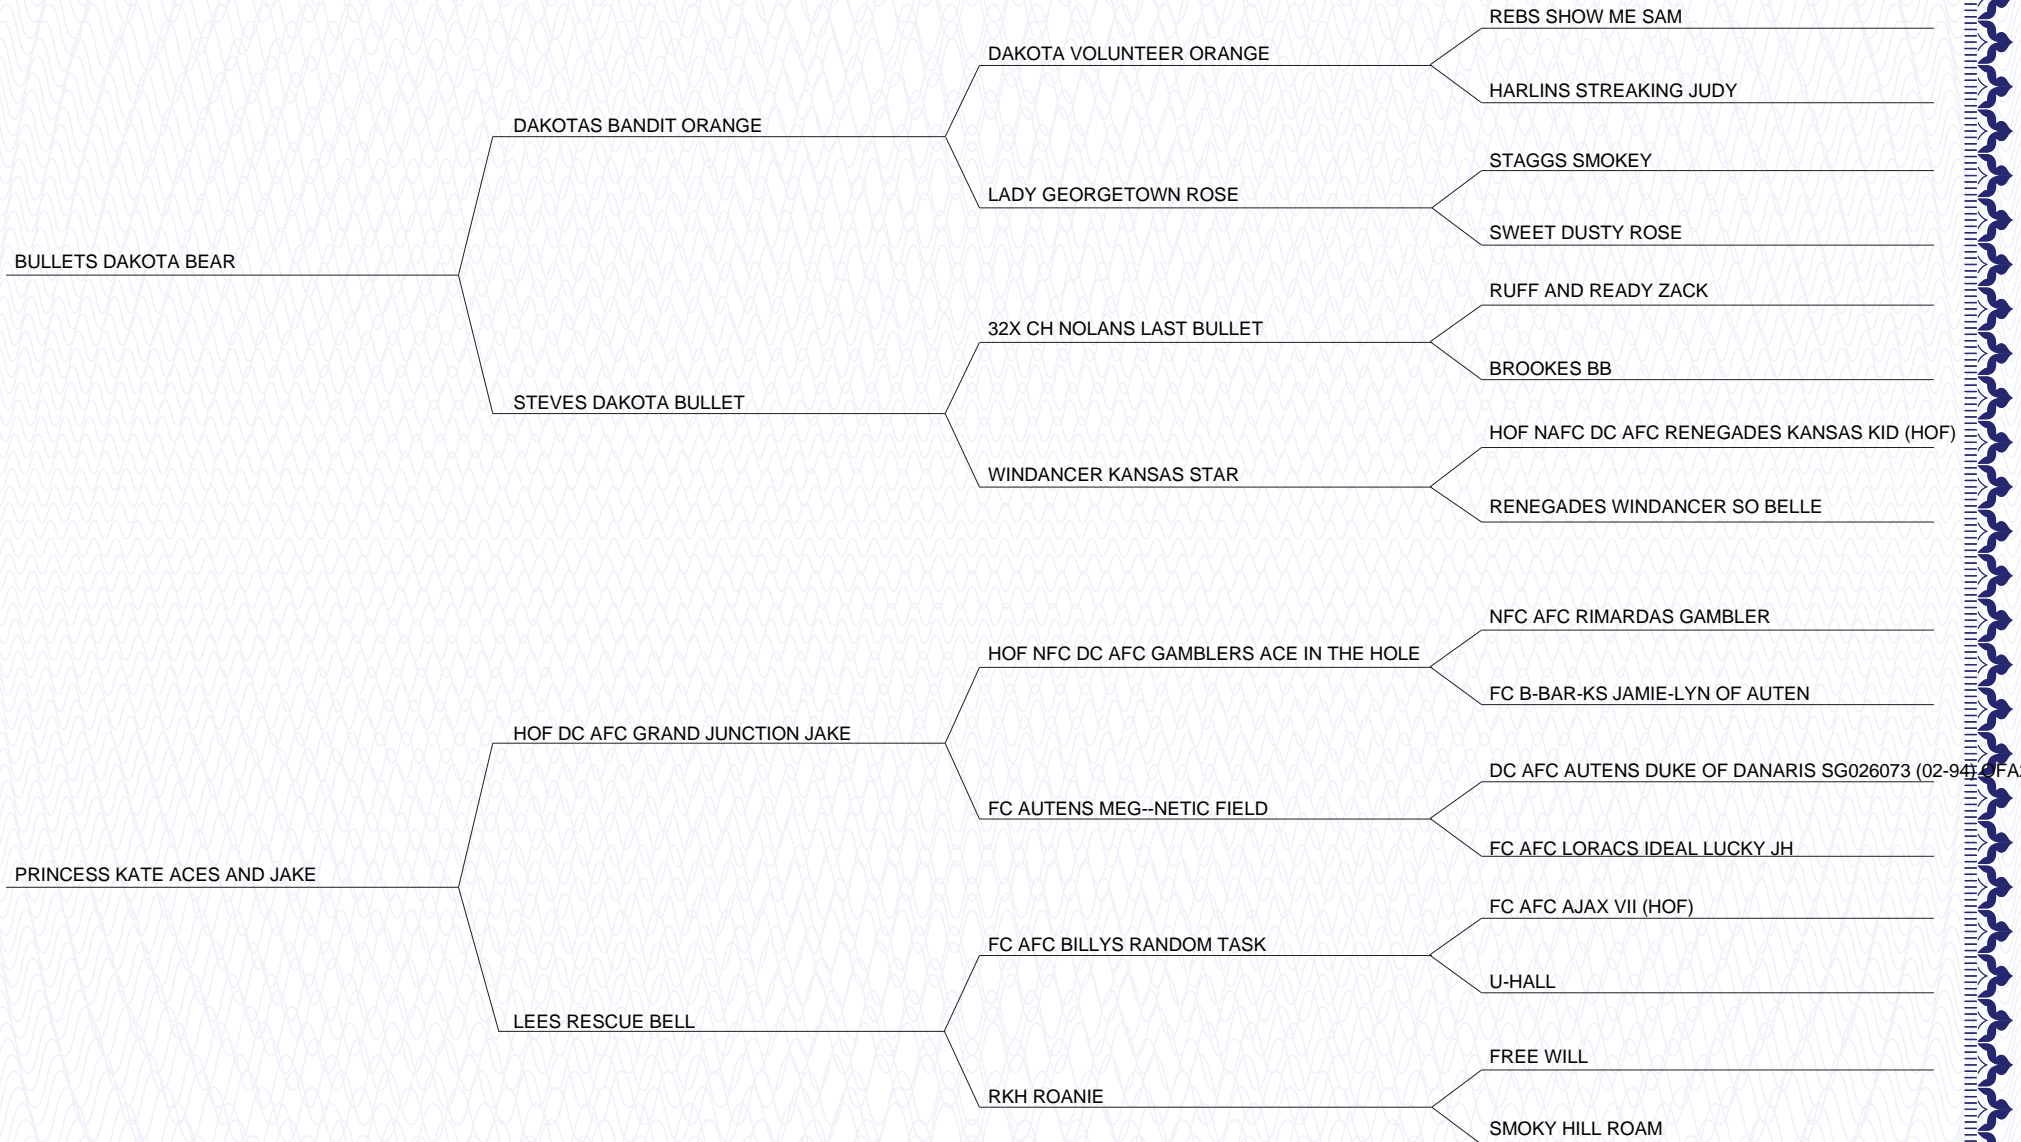 REBS SHOW ME SAM
DAKOTA VOLUNTEER ORANGE
HARLINS STREAKING JUDY
DAKOTAS BANDIT ORANGE
STAGGS SMOKEY
LADY GEORGETOWN ROSE
SWEET DUSTY ROSE
BULLETS DAKOTA BEAR
RUFF AND READY ZACK
32X CH NOLANS LAST BULLET
BROOKES BB
STEVES DAKOTA BULLET
HOF NAFC DC AFC RENEGADES KANSAS KID (HOF)
WINDANCER KANSAS STAR
RENEGADES WINDANCER SO BELLE
NFC AFC RIMARDAS GAMBLER
HOF NFC DC AFC GAMBLERS ACE IN THE HOLE
FC B-BAR-KS JAMIE-LYN OF AUTEN
HOF DC AFC GRAND JUNCTION JAKE
DC AFC AUTENS DUKE OF DANARIS SG026073 (02-94)
FC AUTENS MEG--NETIC FIELD
FC AFC LORACS IDEAL LUCKY JH
PRINCESS KATE ACES AND JAKE
FC AFC AJAX VII (HOF)
FC AFC BILLYS RANDOM TASK
U-HALL
LEES RESCUE BELL
FREE WILL
RKH ROANIE
SMOKY HILL ROAM